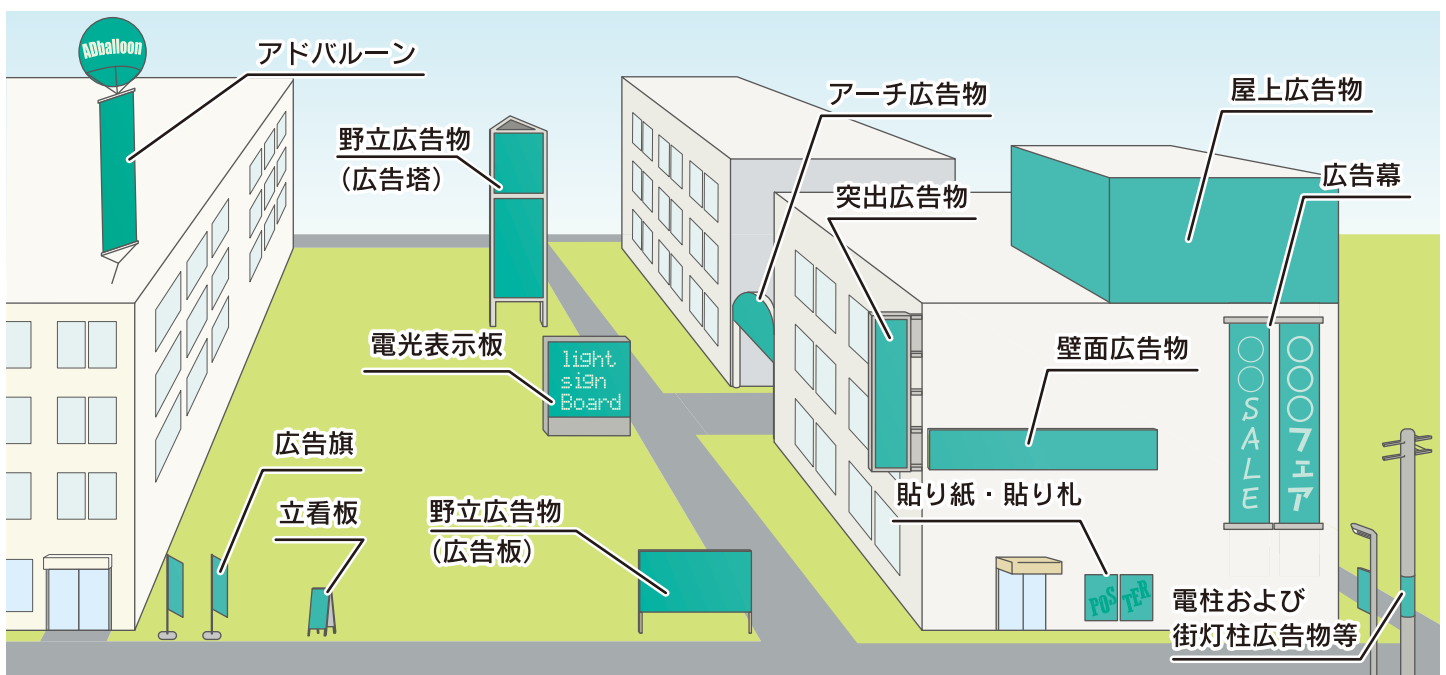 ADballoon
アドバルーン
野立広告物
（広告塔）
アーチ広告物
屋上広告物
突出広告物
広告幕
電光表示板
light
sign
Board
壁面広告物
○○SALE
○○○フェア
広告旗
立看板
野立広告物
（広告板）
貼り紙・貼り札
POSTER
電柱および
街灯柱広告物等